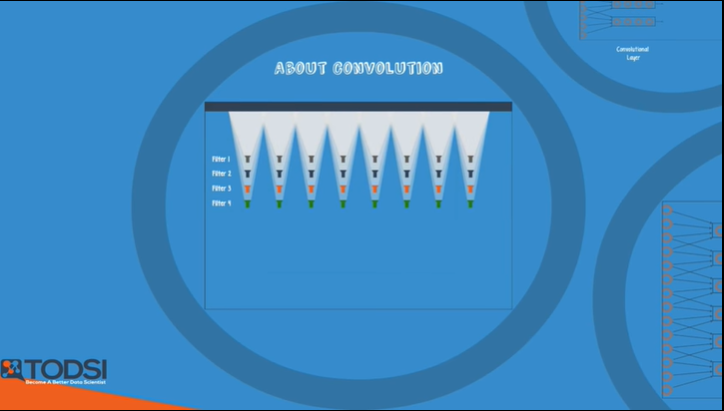 ABOUT CONVOLUTION
Convolutional
Layer
Filter 1
Filter 2
Filter 3
Filter 4
TODSI
Become A Better Data Scientist